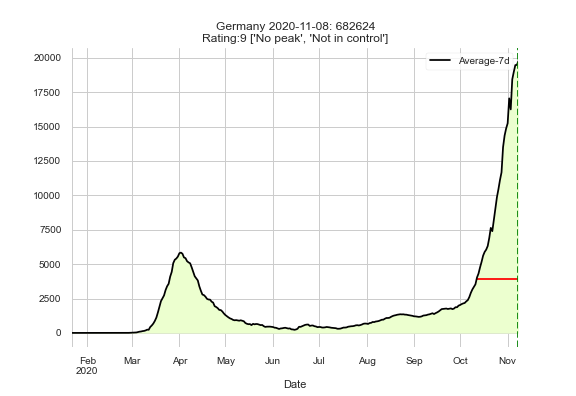 Germany 2020-11-08: 682624
Rating:9 ['No peak', 'Not in control']
Average-7d
20000
17500
15000
12500
10000
7500
5000
2500
0
Feb Mar Apr May Jun Jul Aug Sep Oct Nov
2020
Date